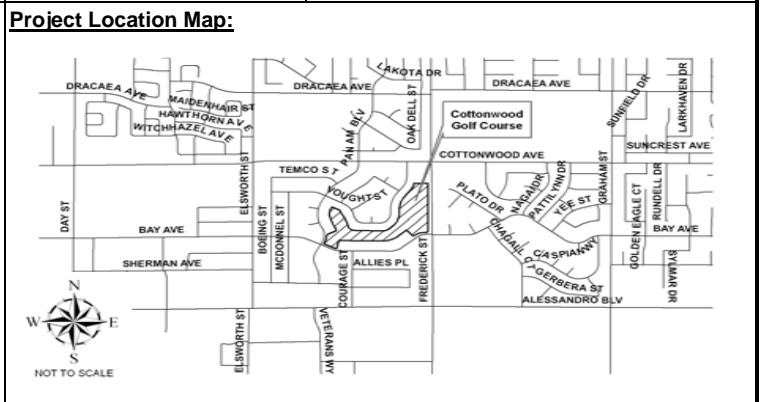 Project Location Map:
LAKOTA DR
DRACAEA AVE
DRACAEA AVE
DRACAEA AVE
MAIDENHAIR ST
HAWTHORN AVE
WITCHHAZEL AVE
PAN AM BLV
OAK DELL ST
Cottonwood
Golf Course
SUNFIELD DR
LARKHAVEN DR
SUNCREST AVE
COTTONWOOD AVE
TEMCO ST
VOUGHT ST
ELSWORTH ST
BOEING ST
MCDONNEL ST
DAY ST
BAY AVE
SHERMAN AVE
PLATO DR
NAGAI DR
PATTILYNN DR
YEE ST
GRAHAM ST
GOLDEN EAGLE CT
RUNDELL DR
BAY AVE
CHAGALL CT
CASPIAN WY
GERBERA ST
SYLMAR DR
ALLIES PL
COURAGE ST
FREDERICK ST
ALESSANDRO BLV
ELSWORTH ST
VETERANS WY
N
W
E
S
NOT TO SCALE